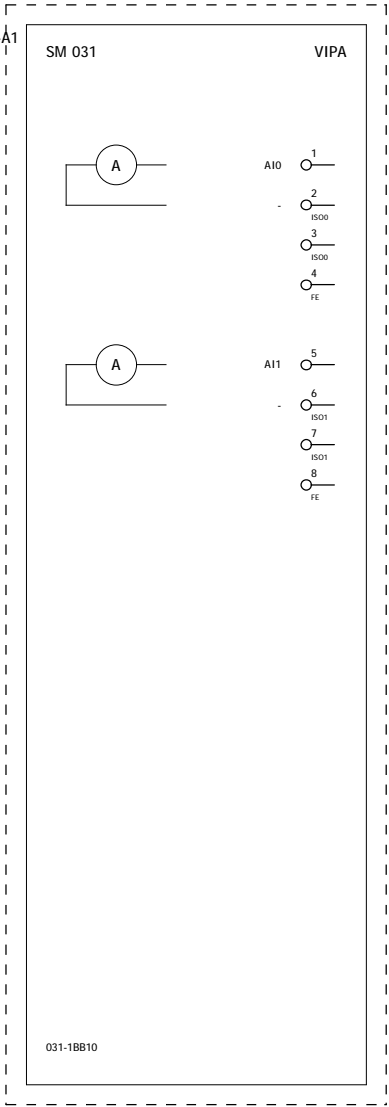 A1
SM 031 VIPA
1
A AI0
2
-
ISO0
3
ISO0
4
FE
5
A AI1
6
-
ISO1
7
ISO1
8
FE
031-1BB10